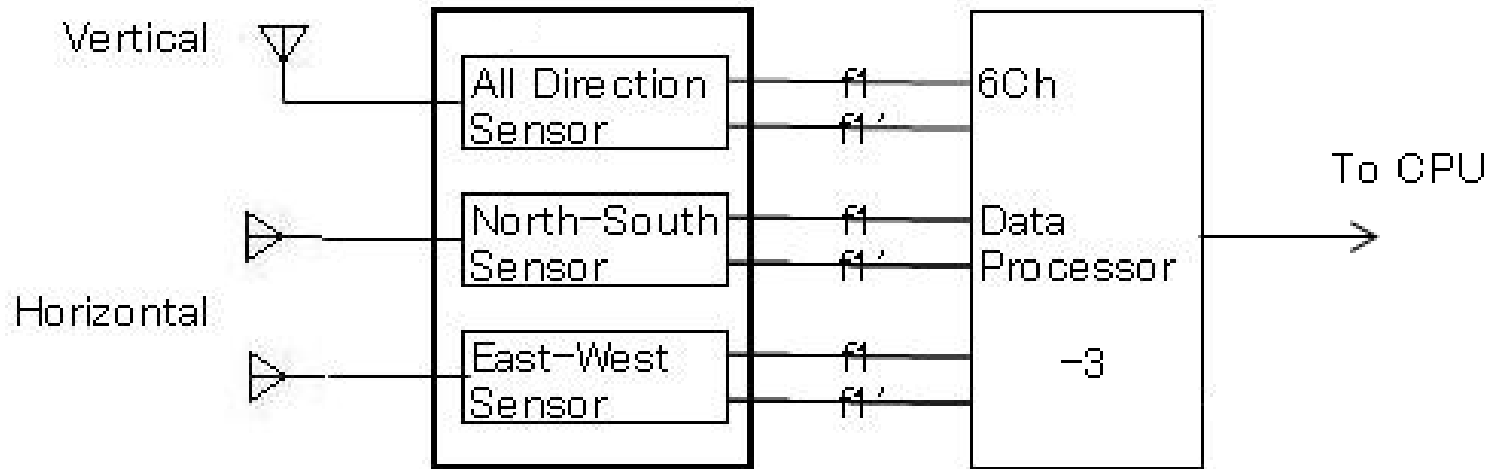 Vertical
All Direction
Sensor
f1
f1′
6Ch
To CPU
North-South
Sensor
f1
f1′
Data
Processor
Horizontal
East-West
Sensor
f1
f1′
-3